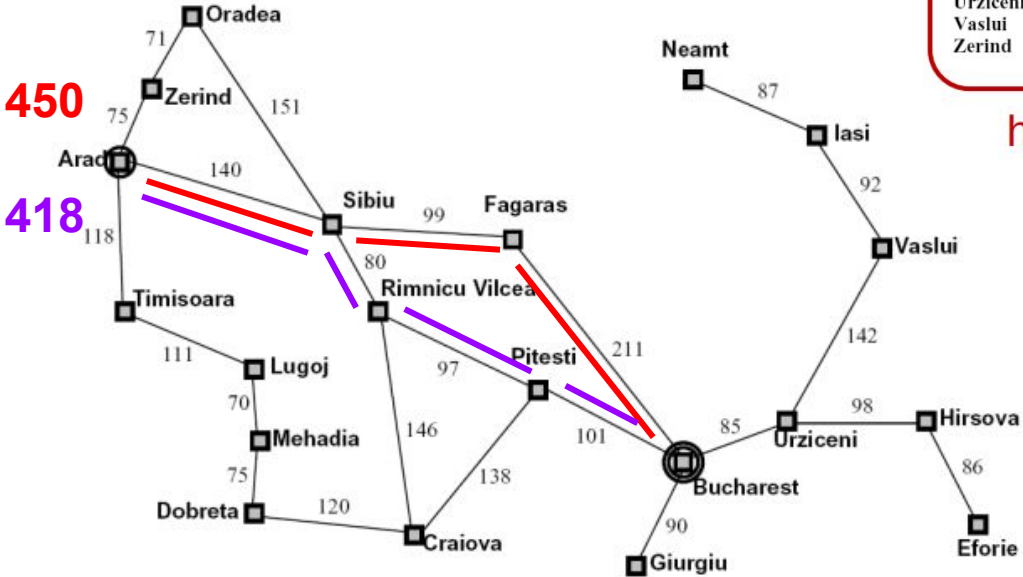 Oradea
Urziceni
Vaslui
Zerind
71
Neamt
87
450
Zerind
151
75
h
Iasi
Arad
140
92
418
Sibiu
99
Fagaras
118
80
Vaslui
Rimnicu Vilcea
Timisoara
142
111
Lugoj
97
Pitesti
211
70
98
Hirsova
Mehadia
146
101
85
Urziceni
75
138
86
Bucharest
Dobreta
120
90
Craiova
Eforie
Giurgiu